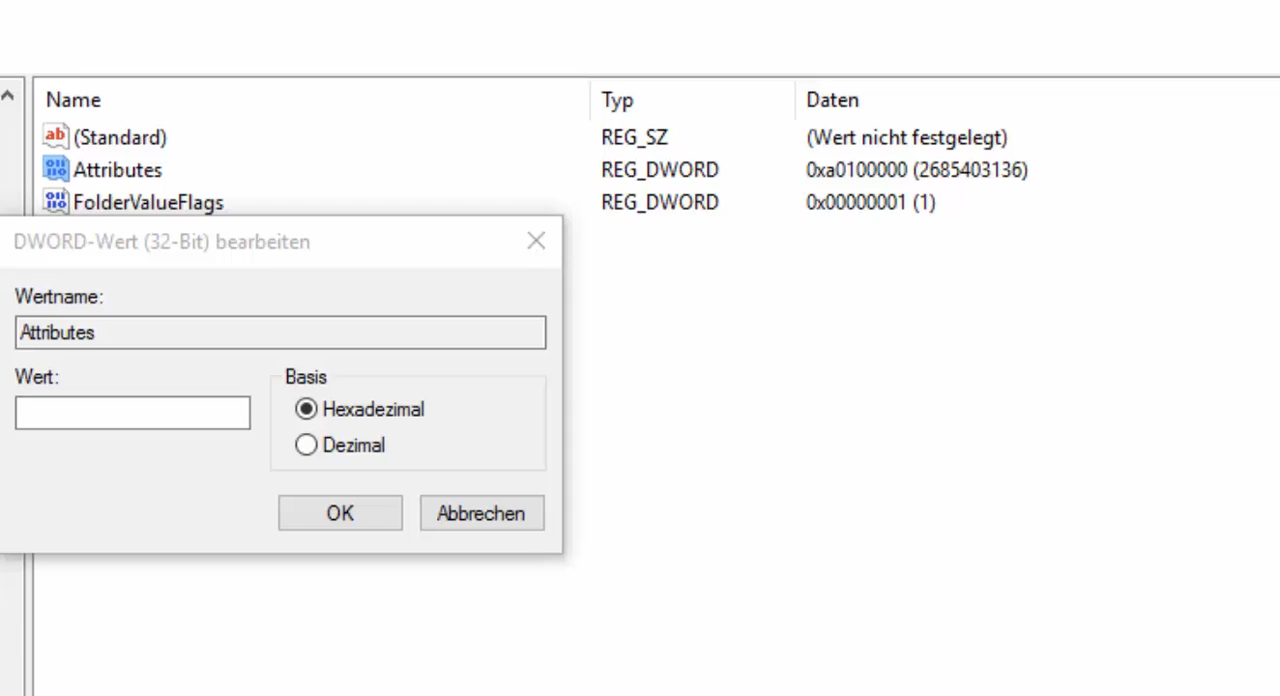 Name Typ Daten
ab (Standard) REG_SZ (Wert nicht festgelegt)
Attributes REG_DWORD 0xa0100000 (2685403136)
FolderValueFlags REG_DWORD 0x00000001 (1)
DWORD-Wert (32-Bit) bearbeiten
Wertname:
Attributes
Wert: Basis
Hexadezimal
Dezimal
OK Abbrechen